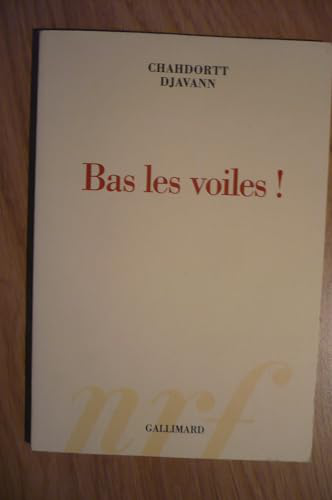 CHAHDORTT
DJAVANN
Bas les voiles !
nrf
GALLIMARD